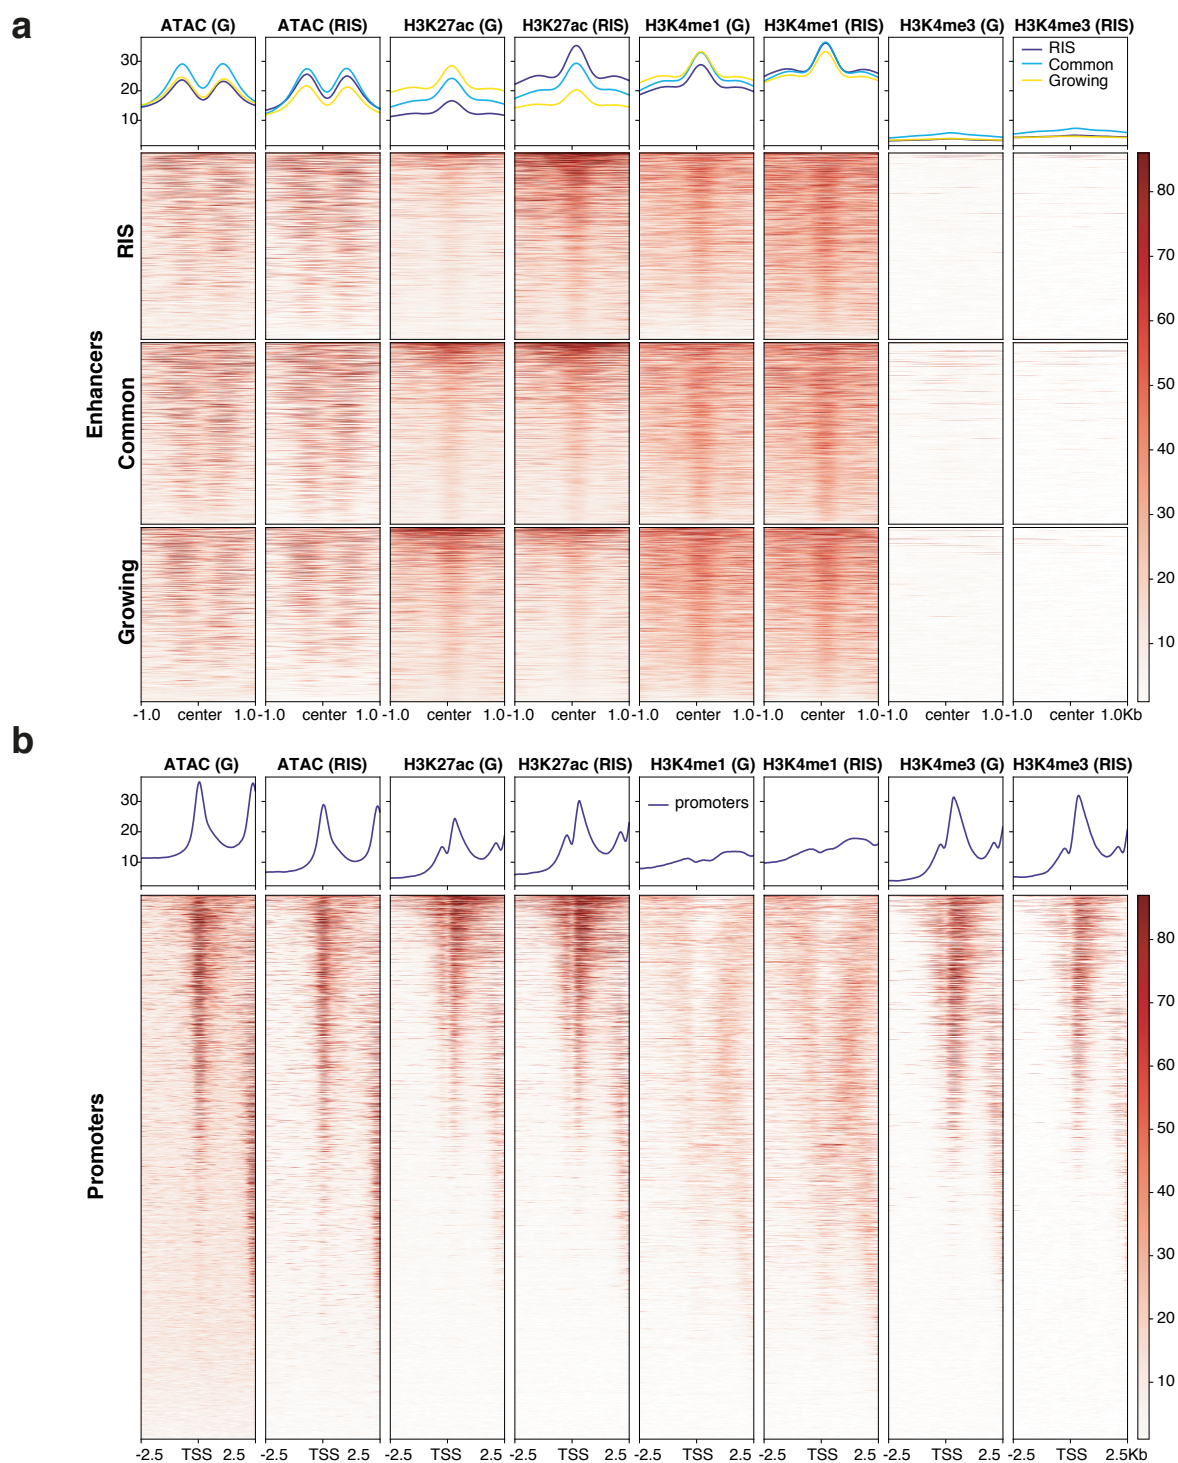 a
ATAC (G) ATAC (RIS) H3K27ac (G) H3K27ac (RIS) H3K4me1 (G) H3K4me1 (RIS) H3K4me3 (G) H3K4me3 (RIS)
30
20
10
RIS
Common
Growing
Enhancers
RIS
Common
Growing
80
70
60
50
40
30
20
10
-1.0 center 1.0 -1.0 center 1.0 -1.0 center 1.0 -1.0 center 1.0 -1.0 center 1.0 -1.0 center 1.0 -1.0 center 1.0 -1.0 center 1.0Kb
b
ATAC (G) ATAC (RIS) H3K27ac (G) H3K27ac (RIS) H3K4me1 (G) H3K4me1 (RIS) H3K4me3 (G) H3K4me3 (RIS)
30
20
10
promoters
Promoters
80
70
60
50
40
30
20
10
-2.5 TSS 2.5 -2.5 TSS 2.5 -2.5 TSS 2.5 -2.5 TSS 2.5 -2.5 TSS 2.5 -2.5 TSS 2.5 -2.5 TSS 2.5 -2.5 TSS 2.5Kb